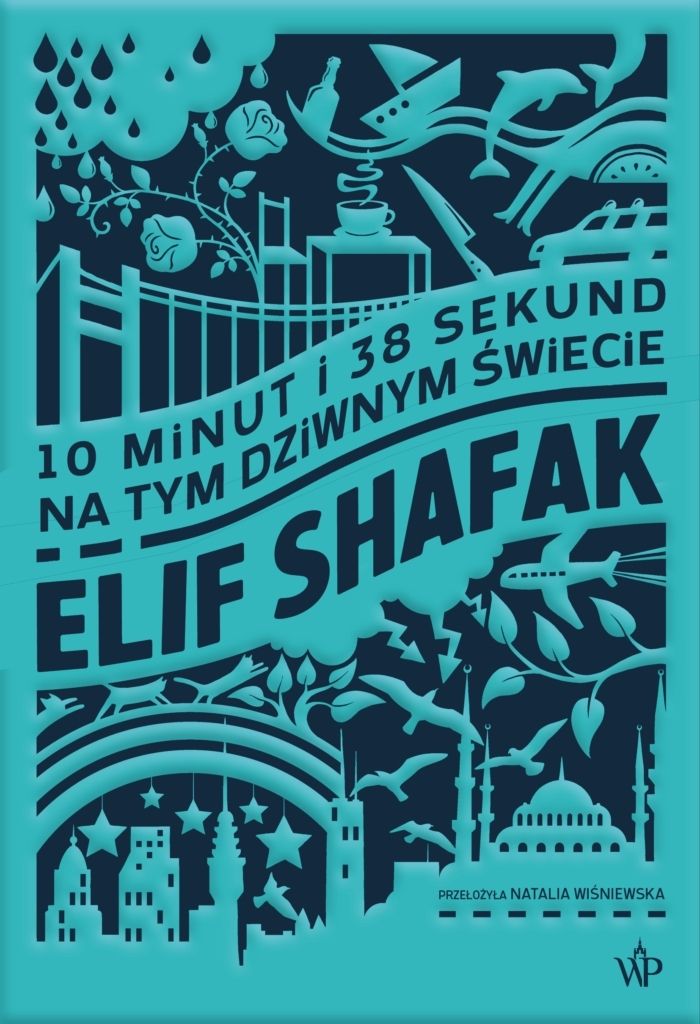 10 MiNUT i 38 SEKUND
NA TYM DZiWNYM ŚWiECiE
ELIF SHAFAK
PRZEŁOŻYŁA NATALIA WIŚNIEWSKA
WP